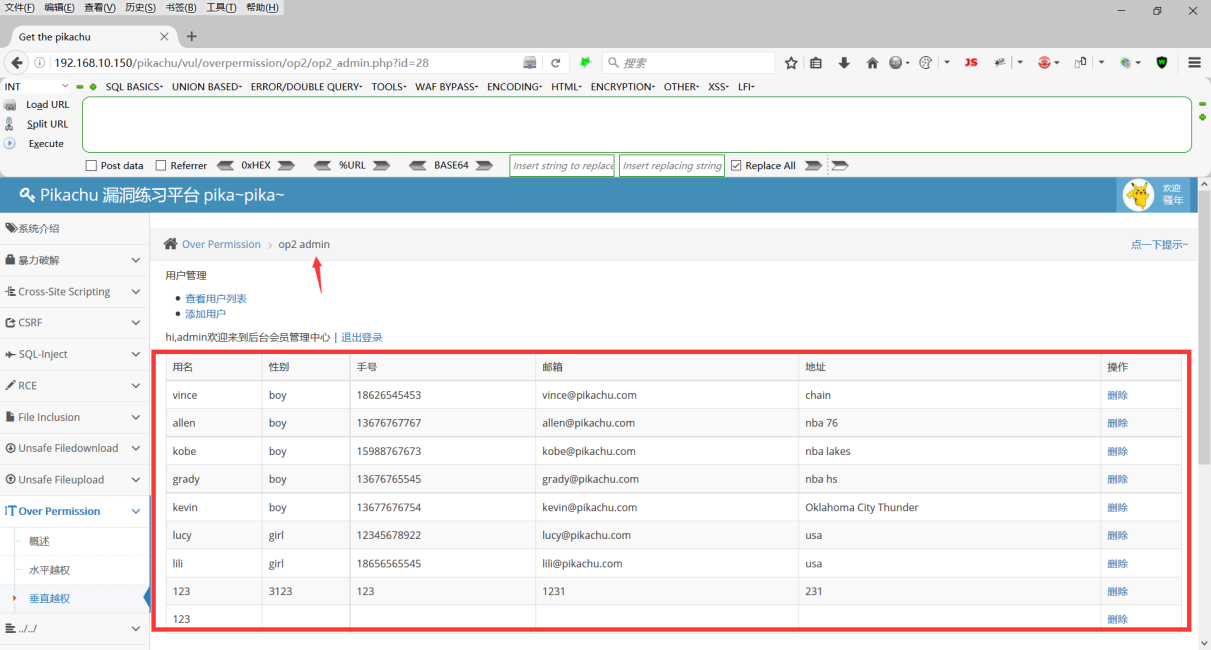 文件(F) 编辑(E) 查看(V) 历史(S) 书签(B) 工具(T) 帮助(H)
Get the pikachu
192.168.10.150/pikachu/vul/overpermission/op2/op2_admin.php?id=28 搜索 JS
INT SQL BASICS UNION BASED ERROR/DOUBLE QUERY TOOLS WAF BYPASS ENCODING HTML ENCRYPTION OTHER XSS LFI
Load URL
Split URL
Execute
Post data Referrer 0xHEX %URL BASE64 Insert string to replace Insert replacing string Replace All
Pikachu 漏洞练习平台 pika~pika~
欢迎
骚年
系统介绍
暴力破解
Cross-Site Scripting
CSRF
SQL-Inject
RCE
File Inclusion
Unsafe Filedownload
Unsafe Fileupload
Over Permission
概述
水平越权
垂直越权
../../
Over Permission > op2 admin 点一下提示~
用户管理
查看用户列表
添加用户
hi,admin欢迎来到后台会员管理中心 | 退出登录
用名 性别 手号 邮箱 地址 操作
vince boy 18626545453 vince@pikachu.com chain 删除
allen boy 13676767767 allen@pikachu.com nba 76 删除
kobe boy 15988767673 kobe@pikachu.com nba lakes 删除
grady boy 13676765545 grady@pikachu.com nba hs 删除
kevin boy 13677676754 kevin@pikachu.com Oklahoma City Thunder 删除
lucy girl 12345678922 lucy@pikachu.com usa 删除
lili girl 18656565545 lili@pikachu.com usa 删除
123 3123 123 1231 231 删除
123 删除